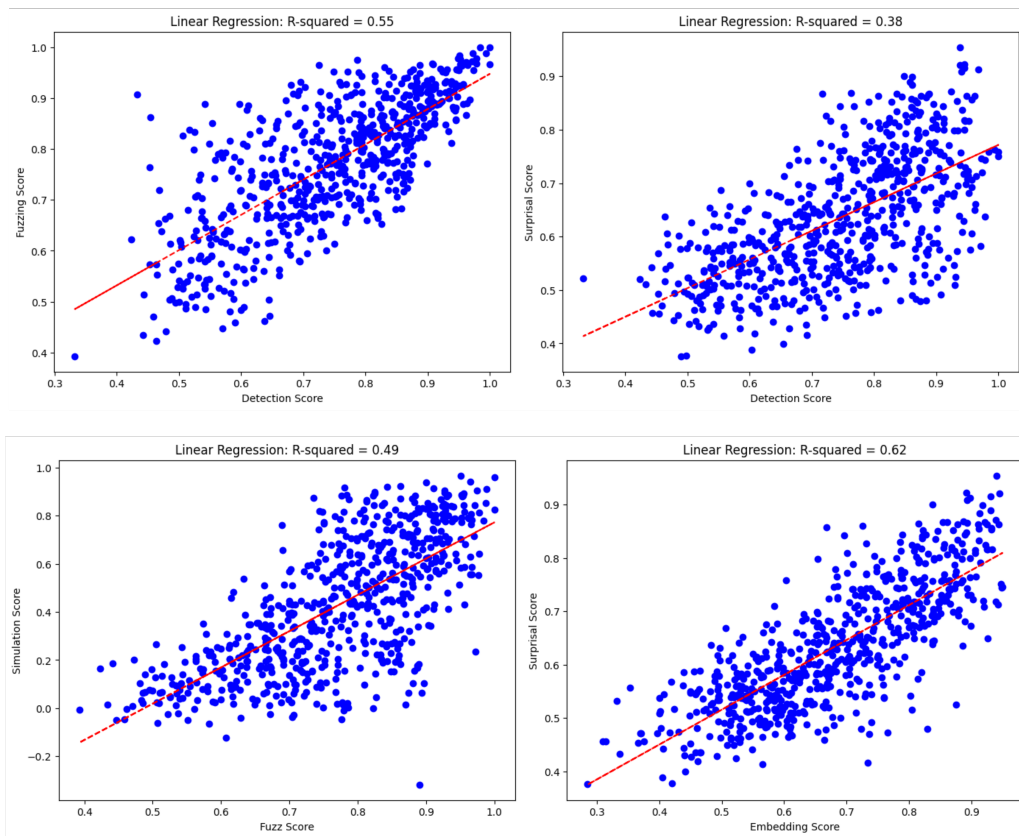 Linear Regression: R-squared = 0.55
1.0
0.9
0.8
0.7
0.6
0.5
0.4
Fuzzing Score
0.3 0.4 0.5 0.6 0.7 0.8 0.9 1.0
Detection Score
Linear Regression: R-squared = 0.38
0.9
0.8
0.7
0.6
0.5
0.4
Surprisal Score
0.3 0.4 0.5 0.6 0.7 0.8 0.9 1.0
Detection Score
Linear Regression: R-squared = 0.49
1.0
0.8
0.6
0.4
0.2
0.0
−0.2
Simulation Score
0.4 0.5 0.6 0.7 0.8 0.9 1.0
Fuzz Score
Linear Regression: R-squared = 0.62
0.9
0.8
0.7
0.6
0.5
0.4
Surprisal Score
0.3 0.4 0.5 0.6 0.7 0.8 0.9
Embedding Score